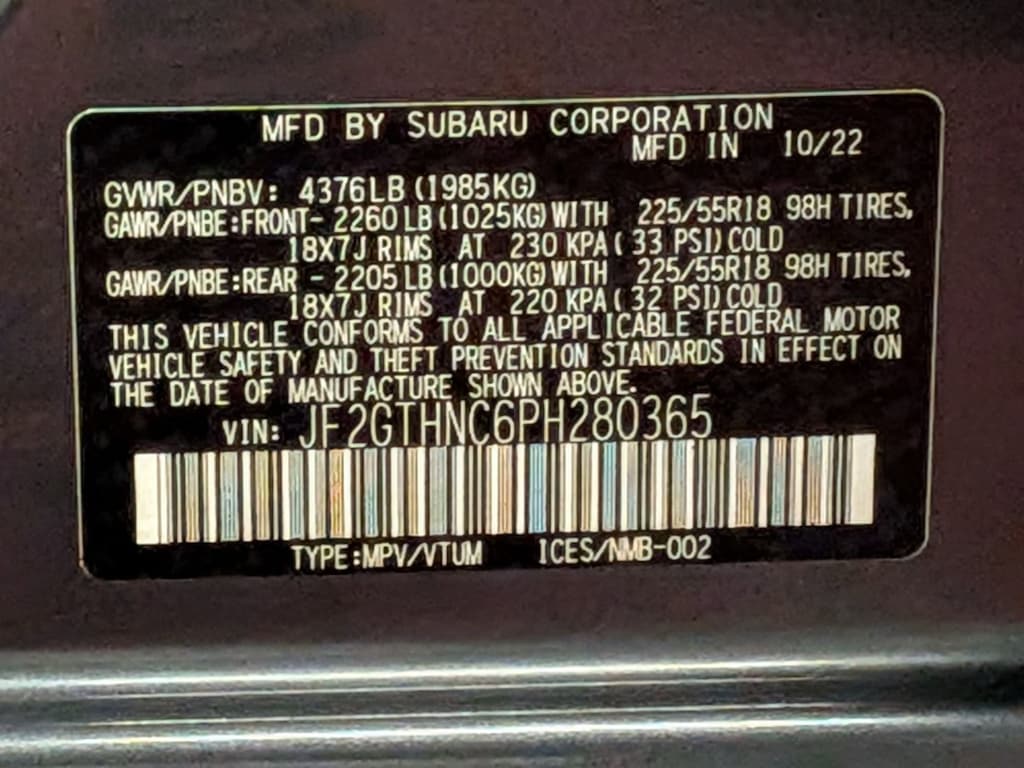 MFD BY SUBARU CORPORATION
MFD IN 10/22
GVWR/PNBV: 4376LB (1985KG)
GAWR/PNBE:FRONT- 2260 LB (1025KG) WITH 225/55R18 98H TIRES,
18X7J RIMS AT 230 KPA ( 33 PSI) COLD
GAWR/PNBE:REAR - 2205 LB (1000KG) WITH 225/55R18 98H TIRES,
18X7J RIMS AT 220 KPA ( 32 PSI) COLD
THIS VEHICLE CONFORMS TO ALL APPLICABLE FEDERAL MOTOR
VEHICLE SAFETY AND THEFT PREVENTION STANDARDS IN EFFECT ON
THE DATE OF MANUFACTURE SHOWN ABOVE.
VIN: JF2GTHNC6PH280365
TYPE:MPV/VTUM ICES/NMB-002